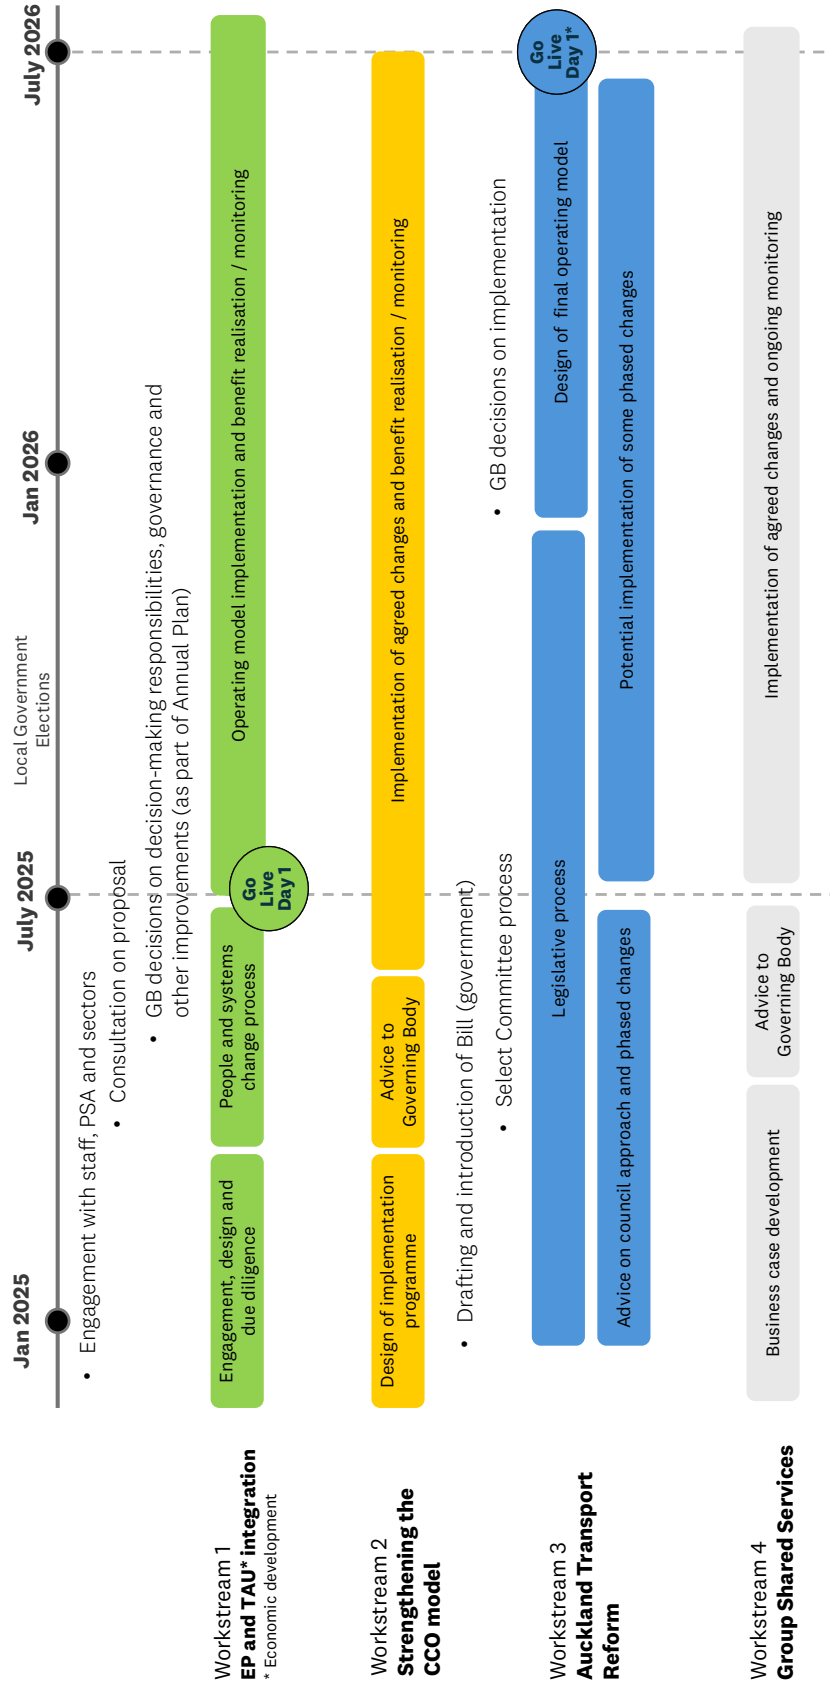 Jan 2025
July 2025
Local Government
Elections
Jan 2026
July 2026
• Engagement with staff, PSA and sectors
• Consultation on proposal
• GB decisions on decision-making responsibilities, governance and
other improvements (as part of Annual Plan)
Workstream 1
EP and TAU* integration
* Economic development
Engagement, design and
due diligence
People and systems
change process
Go
Live
Day 1
Operating model implementation and benefit realisation / monitoring
Workstream 2
Strengthening the
CCO model
Design of implementation
programme
Advice to
Governing Body
Implementation of agreed changes and benefit realisation / monitoring
• Drafting and introduction of Bill (government)
• Select Committee process
• GB decisions on implementation
Workstream 3
Auckland Transport
Reform
Legislative process
Design of final operating model
Go
Live
Day 1*
Advice on council approach and phased changes
Potential implementation of some phased changes
Workstream 4
Group Shared Services
Business case development
Advice to
Governing Body
Implementation of agreed changes and ongoing monitoring